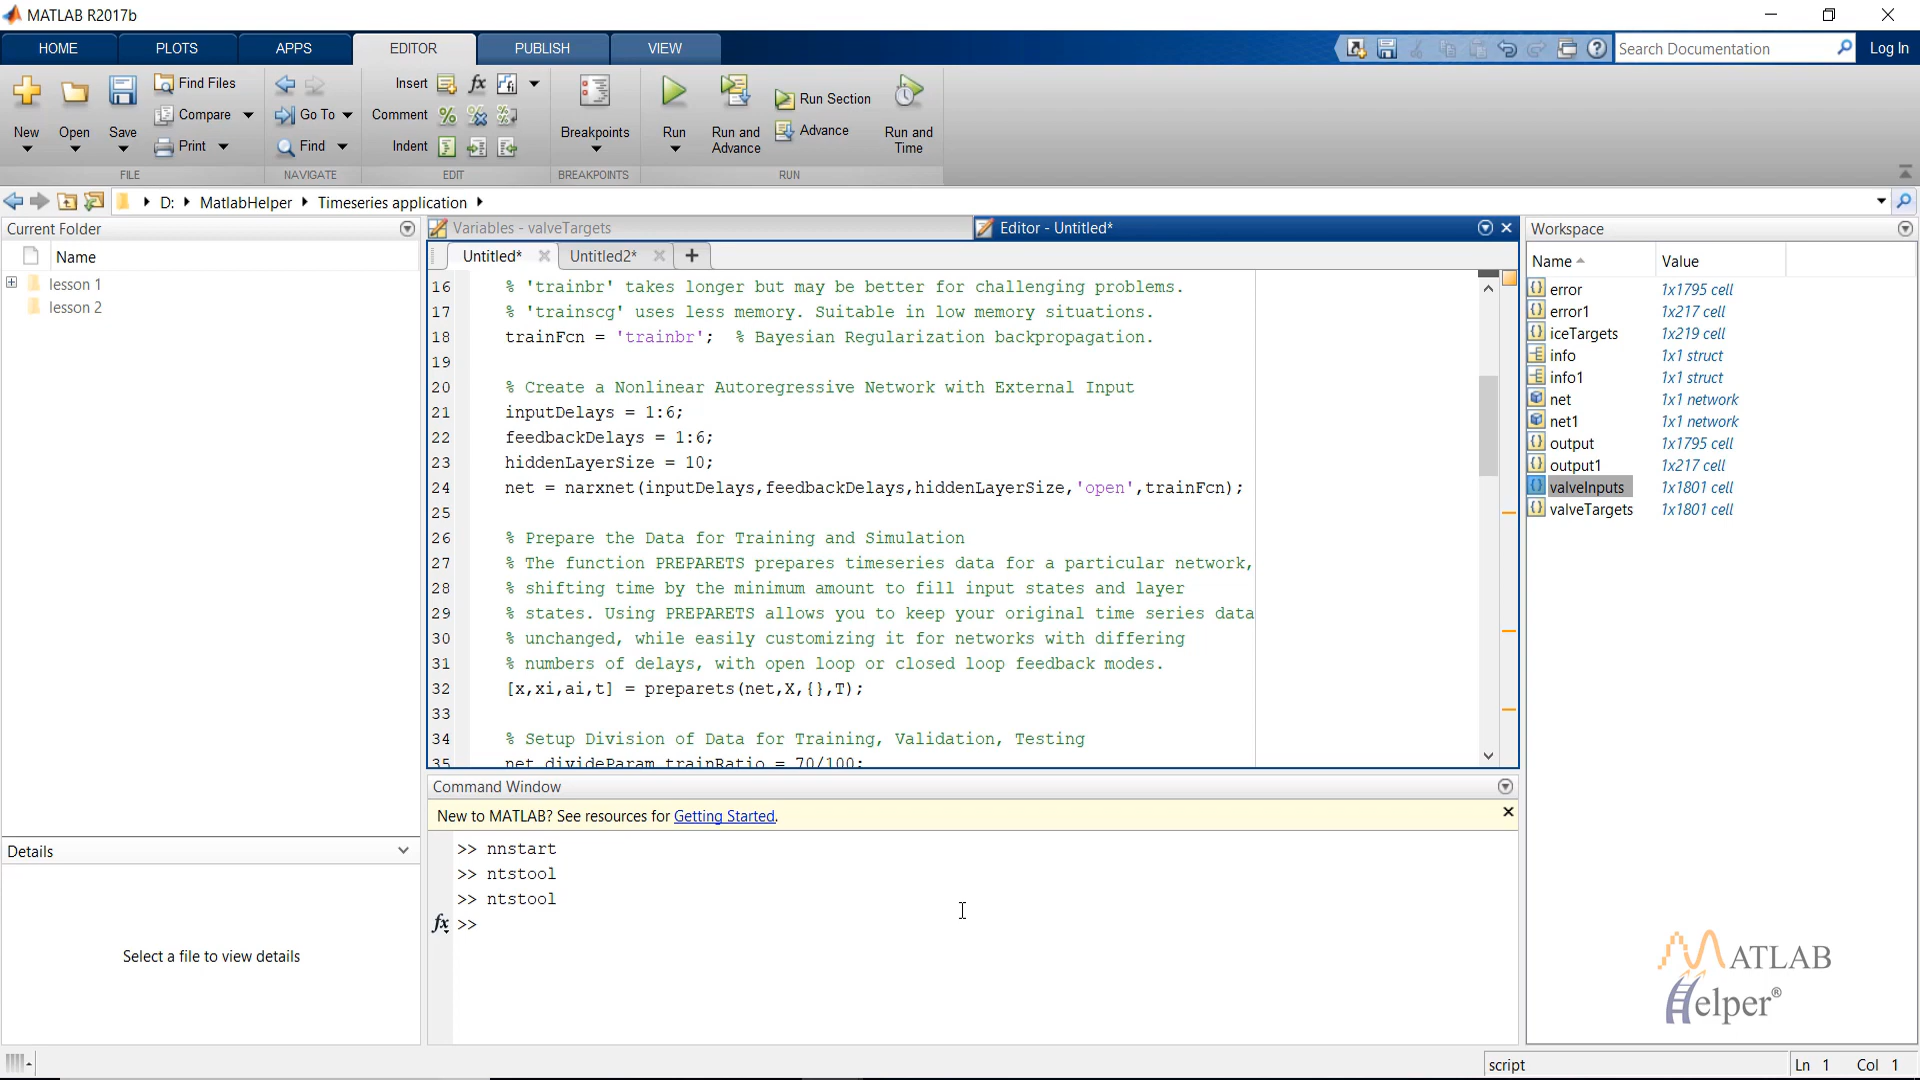 MATLAB R2017b
HOME PLOTS APPS EDITOR PUBLISH VIEW
Search Documentation Log In
New Open Save Find Files Compare Print
Go To Find
Insert Comment Indent
Breakpoints
Run Run and Advance Run Section Advance Run and Time
FILE NAVIGATE EDIT BREAKPOINTS RUN
D: MatlabHelper Timeseries application
Current Folder
Name
lesson 1
lesson 2
Details
Select a file to view details
Variables - valveTargets
Editor - Untitled*
Untitled* Untitled2* +
16 % 'trainbr' takes longer but may be better for challenging problems.
17 % 'trainscg' uses less memory. Suitable in low memory situations.
18 trainFcn = 'trainbr'; % Bayesian Regularization backpropagation.
19
20 % Create a Nonlinear Autoregressive Network with External Input
21 inputDelays = 1:6;
22 feedbackDelays = 1:6;
23 hiddenLayerSize = 10;
24 net = narxnet(inputDelays,feedbackDelays,hiddenLayerSize,'open',trainFcn);
25
26 % Prepare the Data for Training and Simulation
27 % The function PREPARETS prepares timeseries data for a particular network,
28 % shifting time by the minimum amount to fill input states and layer
29 % states. Using PREPARETS allows you to keep your original time series data
30 % unchanged, while easily customizing it for networks with differing
31 % numbers of delays, with open loop or closed loop feedback modes.
32 [x,xi,ai,t] = preparets(net,X,{},T);
33
34 % Setup Division of Data for Training, Validation, Testing
35 net.divideParam.trainRatio = 70/100;
Command Window
New to MATLAB? See resources for Getting Started.
>> nnstart
>> ntstool
>> ntstool
fx >>
Workspace
Name Value
error 1x1795 cell
error1 1x217 cell
iceTargets 1x219 cell
info 1x1 struct
info1 1x1 struct
net 1x1 network
net1 1x1 network
output 1x1795 cell
output1 1x217 cell
valveInputs 1x1801 cell
valveTargets 1x1801 cell
MATLAB
Helper®
script Ln 1 Col 1